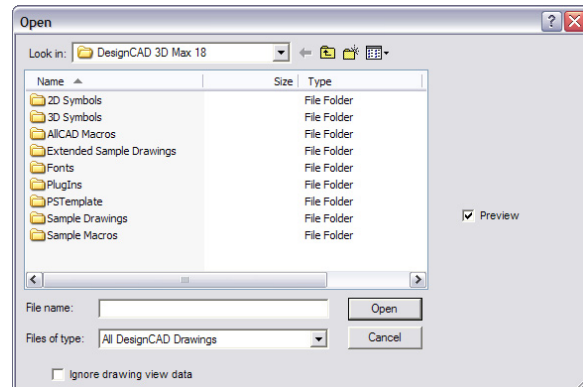 Open
Look in: DesignCAD 3D Max 18
Name Size Type
2D Symbols File Folder
3D Symbols File Folder
AllCAD Macros File Folder
Extended Sample Drawings File Folder
Fonts File Folder
PlugIns File Folder
PSTemplate File Folder
Sample Drawings File Folder
Sample Macros File Folder
Preview
File name: Open
Files of type: All DesignCAD Drawings Cancel
Ignore drawing view data